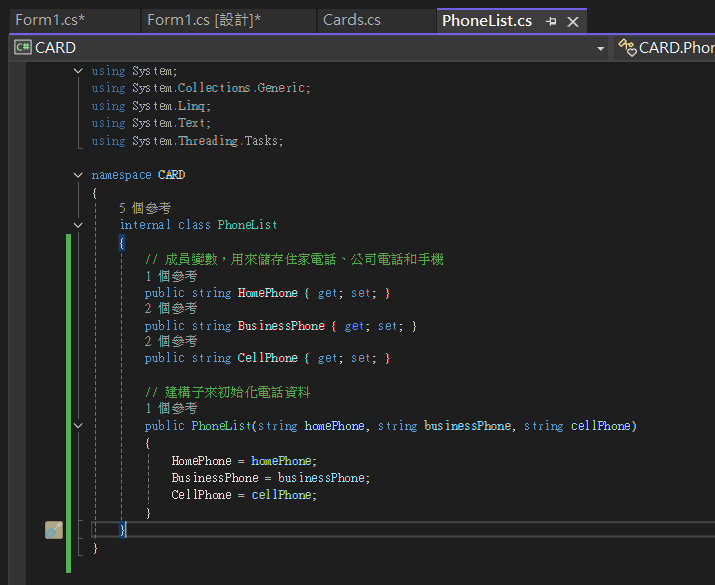 Form1.cs*
Form1.cs [設計]*
Cards.cs
PhoneList.cs
C# CARD
CARD.Phon
using System;
using System.Collections.Generic;
using System.Linq;
using System.Text;
using System.Threading.Tasks;
namespace CARD
{
5 個參考
internal class PhoneList
{
// 成員變數，用來儲存住家電話、公司電話和手機
1 個參考
public string HomePhone { get; set; }
2 個參考
public string BusinessPhone { get; set; }
2 個參考
public string CellPhone { get; set; }
// 建構子來初始化電話資料
1 個參考
public PhoneList(string homePhone, string businessPhone, string cellPhone)
{
HomePhone = homePhone;
BusinessPhone = businessPhone;
CellPhone = cellPhone;
}
}
}